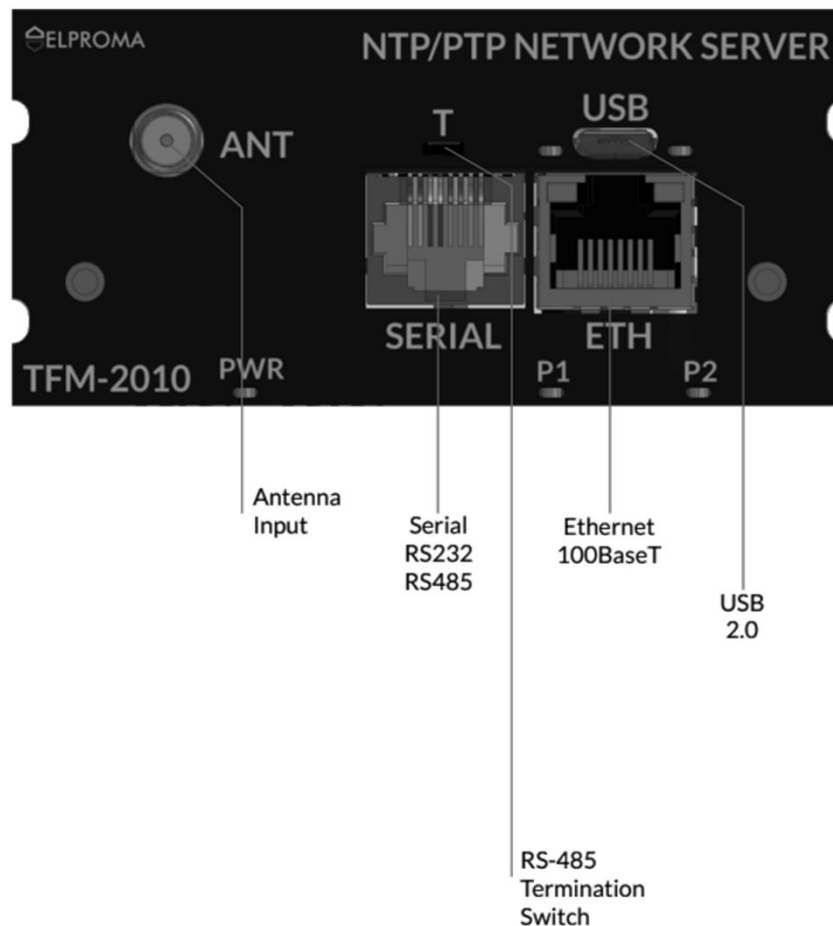 ELPROMA
NTP/PTP NETWORK SERVER
USB
T
ANT
SERIAL
ETH
TFM-2010
PWR
P1
P2
Antenna
Input
Serial
RS232
RS485
Ethernet
100BaseT
USB
2.0
RS-485
Termination
Switch